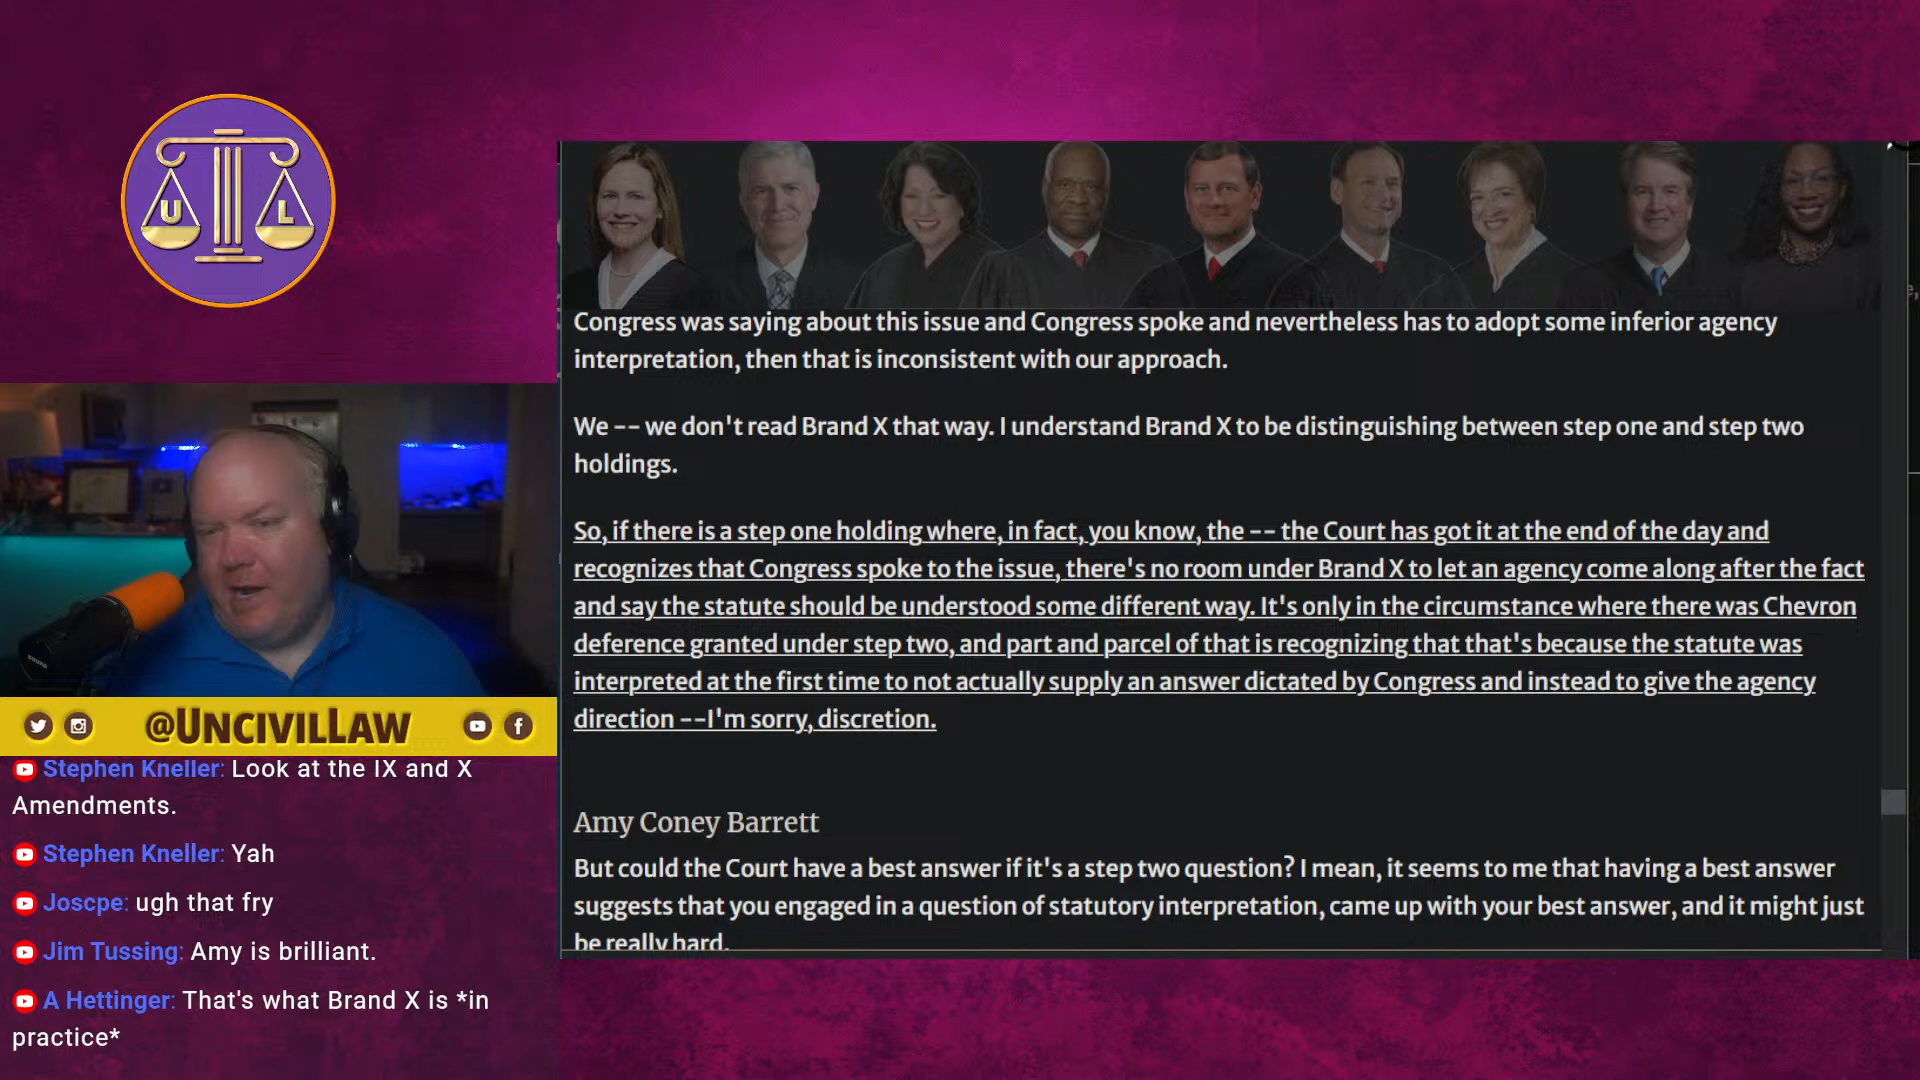 U L
Congress was saying about this issue and Congress spoke and nevertheless has to adopt some inferior agency
interpretation, then that is inconsistent with our approach.
We -- we don't read Brand X that way. I understand Brand X to be distinguishing between step one and step two
holdings.
So, if there is a step one holding where, in fact, you know, the -- the Court has got it at the end of the day and
recognizes that Congress spoke to the issue, there's no room under Brand X to let an agency come along after the fact
and say the statute should be understood some different way. It's only in the circumstance where there was Chevron
deference granted under step two, and part and parcel of that is recognizing that that's because the statute was
interpreted at the first time to not actually supply an answer dictated by Congress and instead to give the agency
direction --I'm sorry, discretion.
Amy Coney Barrett
But could the Court have a best answer if it's a step two question? I mean, it seems to me that having a best answer
suggests that you engaged in a question of statutory interpretation, came up with your best answer, and it might just
be really hard.
@UNCIVILLAW
Stephen Kneller: Look at the IX and X
Amendments.
Stephen Kneller: Yah
Joscpe: ugh that fry
Jim Tussing: Amy is brilliant.
A Hettinger: That's what Brand X is *in
practice*